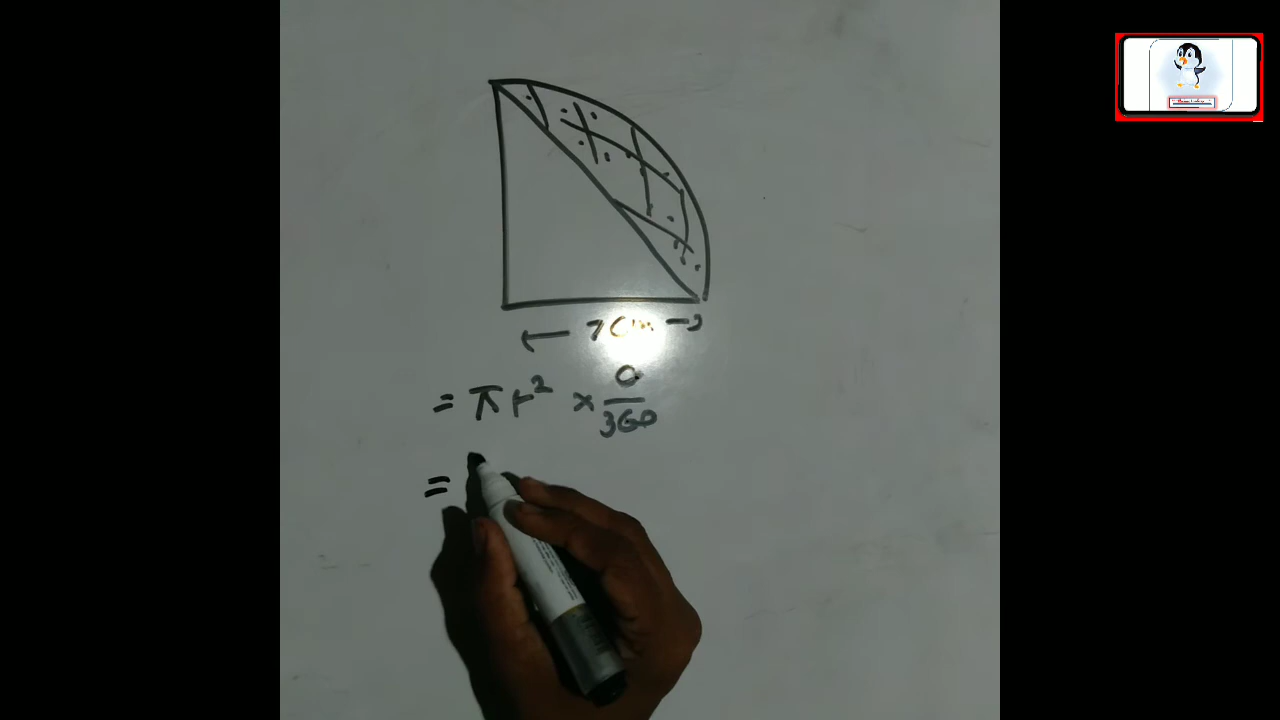 ← 7cm →
= πr² × θ/360
=